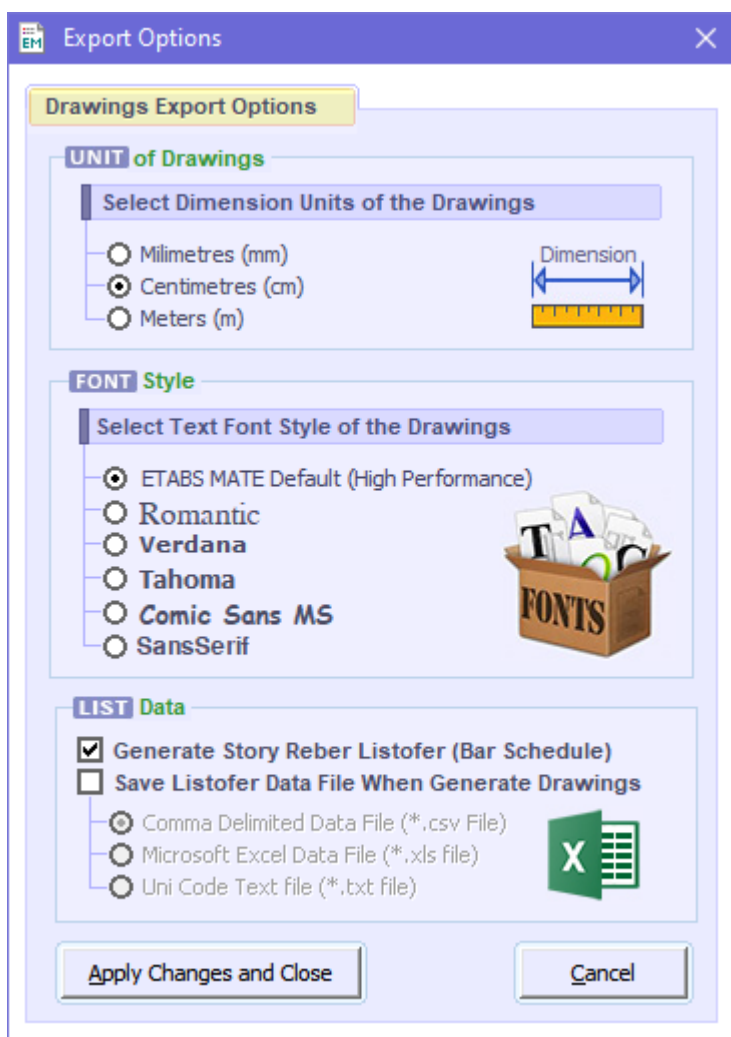 EM Export Options
Drawings Export Options
UNIT of Drawings
Select Dimension Units of the Drawings
Milimetres (mm)
Dimension
Centimetres (cm)
Meters (m)
FONT Style
Select Text Font Style of the Drawings
ETABS MATE Default (High Performance)
Romantic
Verdana
Tahoma
Comic Sans MS
SansSerif
T A G
FONTS
LIST Data
Generate Story Reber Listofer (Bar Schedule)
Save Listofer Data File When Generate Drawings
Comma Delimited Data File (*.csv File)
Microsoft Excel Data File (*.xls file)
X
Uni Code Text file (*.txt file)
Apply Changes and Close
Cancel